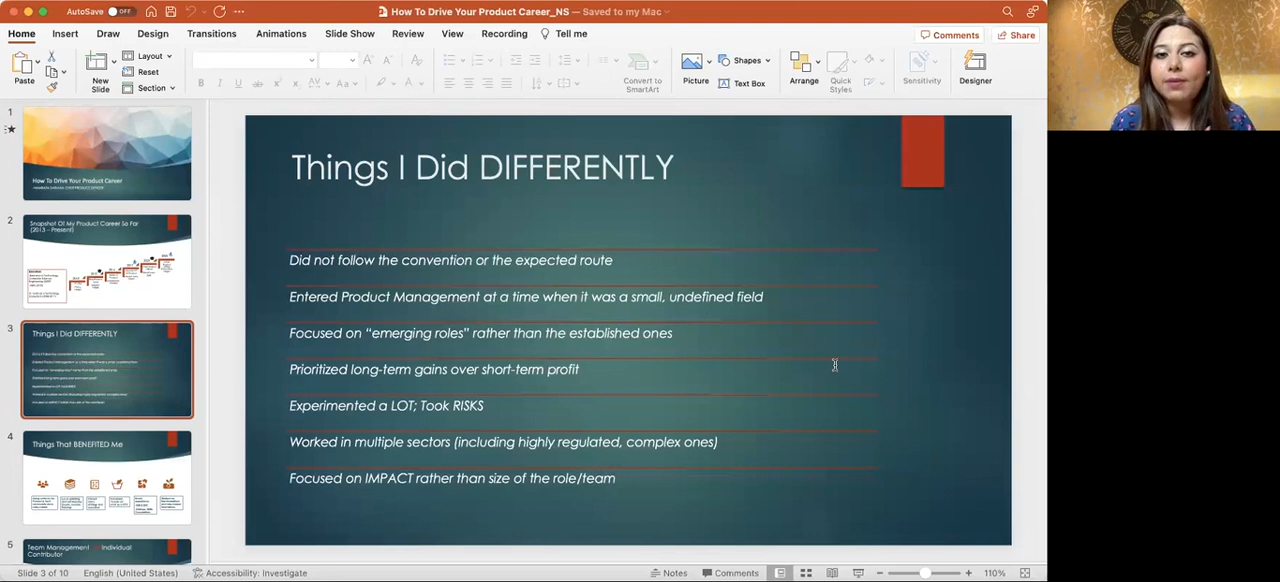 AutoSave OFF
How To Drive Your Product Career_NS — Saved to my Mac
Home Insert Draw Design Transitions Animations Slide Show Review View Recording Tell me
Comments Share
Paste
New Slide
Layout
Reset
Section
Convert to SmartArt
Picture
Shapes
Text Box
Arrange
Quick Styles
Sensitivity
Designer
1
How To Drive Your Product Career
2
Snapshot Of My Product Career So Far
(2013 – Present)
3
Things I Did DIFFERENTLY
4
Things That BENEFITED Me
5
Team Management
Individual
Contributor
Things I Did DIFFERENTLY
Did not follow the convention or the expected route
Entered Product Management at a time when it was a small, undefined field
Focused on “emerging roles” rather than the established ones
Prioritized long-term gains over short-term profit
Experimented a LOT; Took RISKS
Worked in multiple sectors (including highly regulated, complex ones)
Focused on IMPACT rather than size of the role/team
Slide 3 of 10 English (United States) Accessibility: Investigate
Notes Comments 110%